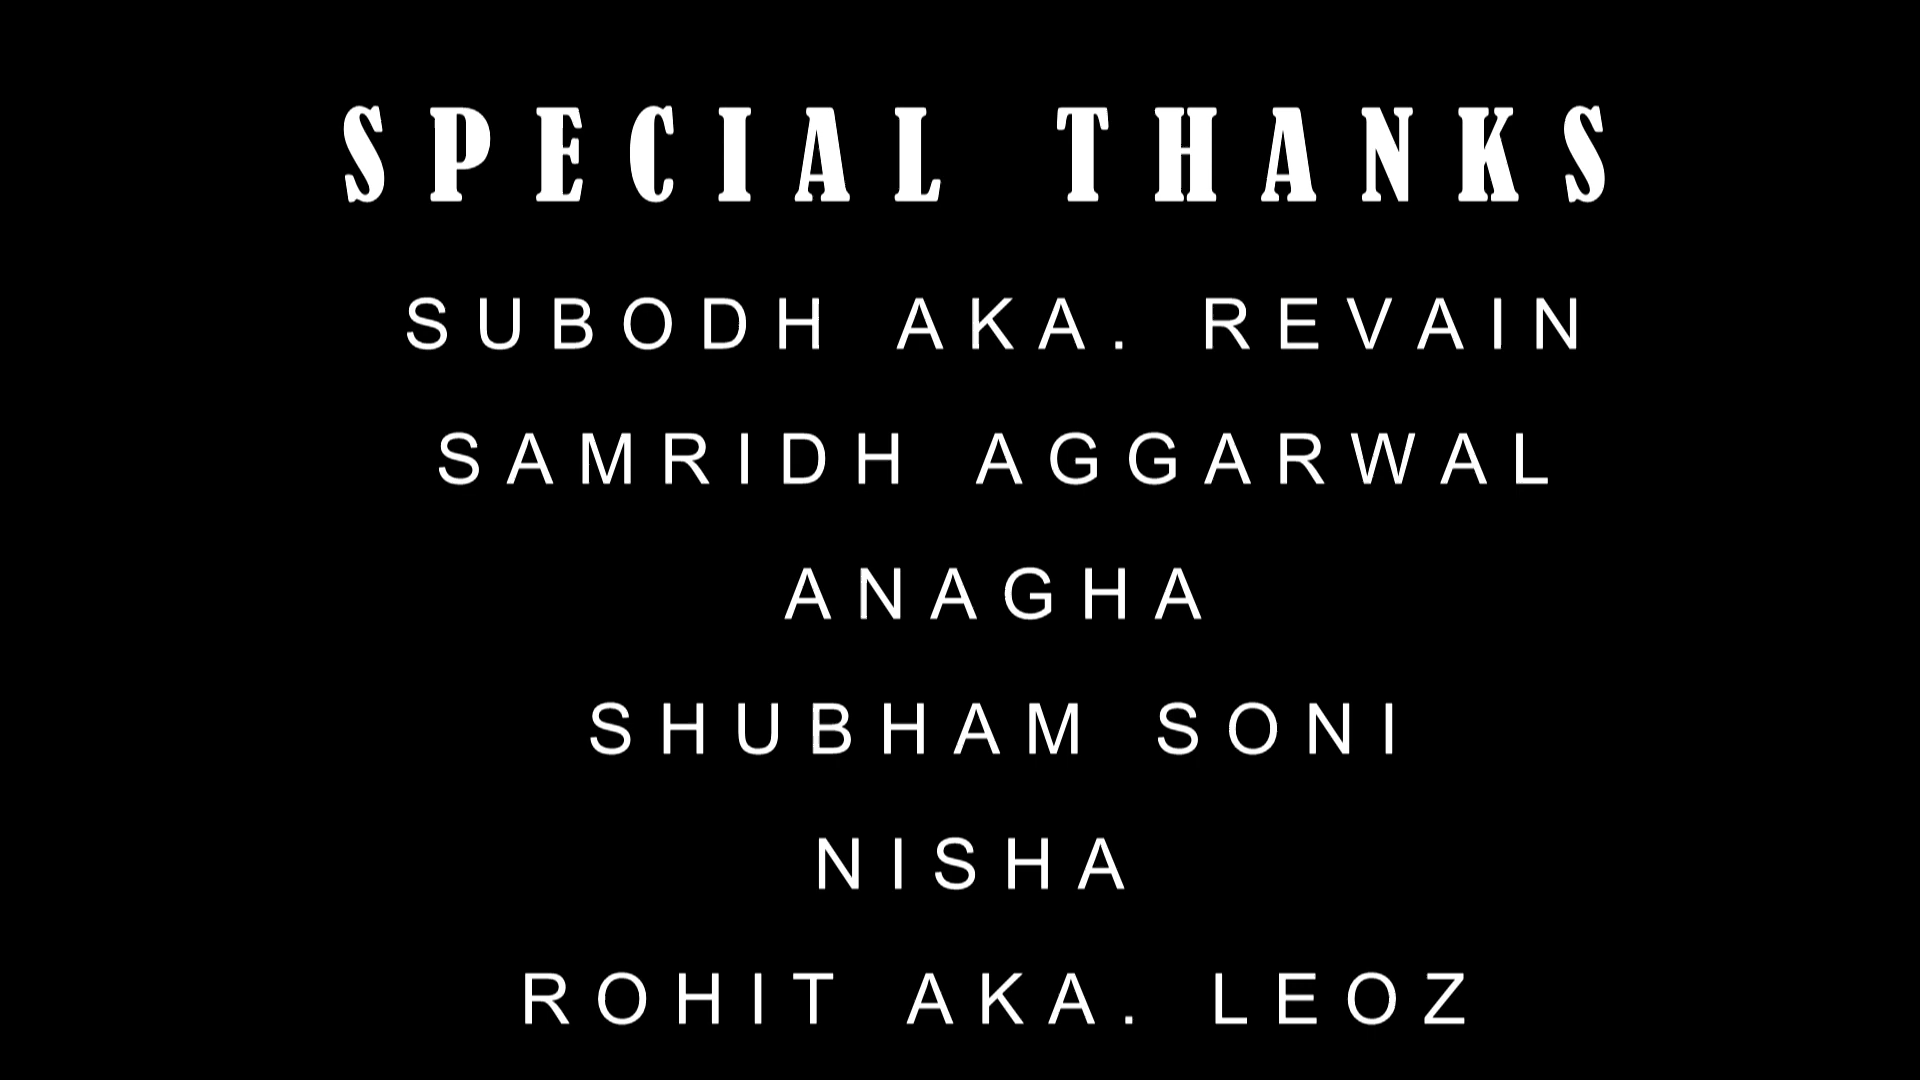 SPECIAL THANKS
SUBODH AKA. REVAIN
SAMRIDH AGGARWAL
ANAGHA
SHUBHAM SONI
NISHA
ROHIT AKA. LEOZ